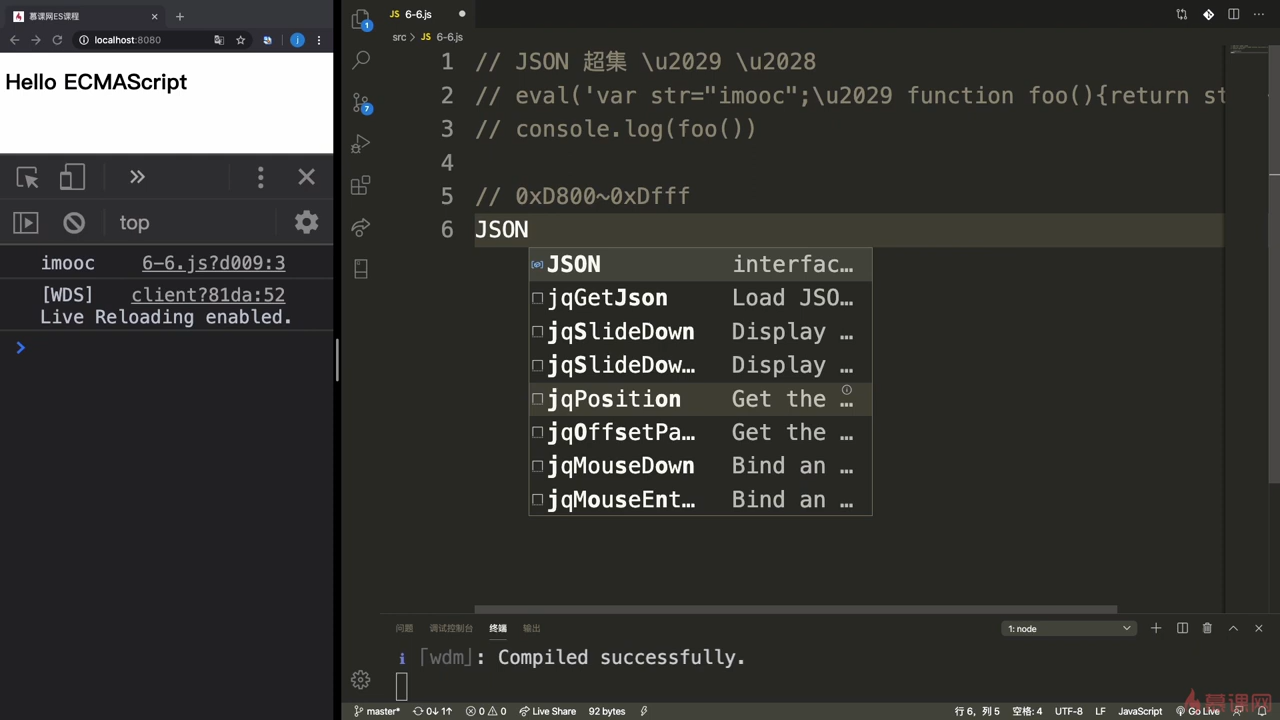 慕课网ES课程
localhost:8080
Hello ECMAScript
top
imooc 6-6.js?d009:3
[WDS] client?81da:52
Live Reloading enabled.
JS 6-6.js
src > JS 6-6.js
1 // JSON 超集 \u2029 \u2028
2 // eval('var str="imooc";\u2029 function foo(){return st
3 // console.log(foo())
4
5 // 0xD800~0xDfff
6 JSON
JSON interfac…
jqGetJson Load JSO…
jqSlideDown Display …
jqSlideDow… Display …
jqPosition Get the …
jqOffsetPa… Get the …
jqMouseDown Bind an …
jqMouseEnt… Bind an …
1
7
问题 调试控制台 终端 输出
1: node
i ｢wdm｣: Compiled successfully.
master* 0↓ 1↑ 0 0 Live Share 92 bytes
行 6, 列 5 空格: 4 UTF-8 LF JavaScript Go Live
慕课网